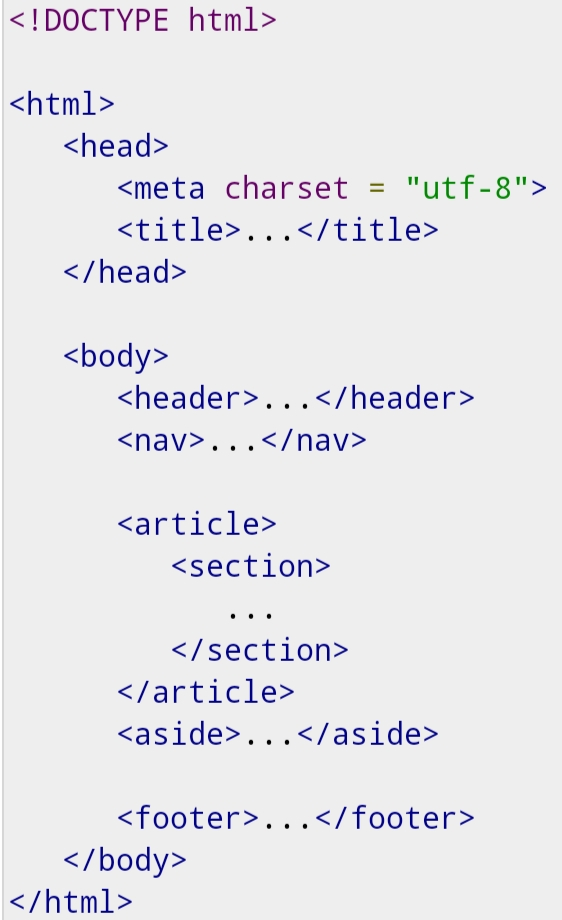 <!DOCTYPE html>
<html>
<head>
<meta charset = "utf-8">
<title>...</title>
</head>
<body>
<header>...</header>
<nav>...</nav>
<article>
<section>
...
</section>
</article>
<aside>...</aside>
<footer>...</footer>
</body>
</html>